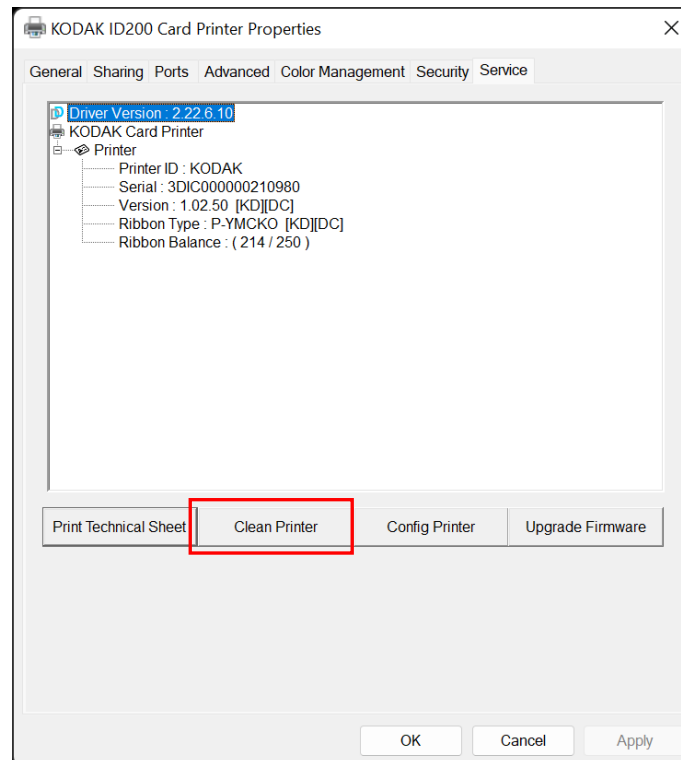 KODAK ID200 Card Printer Properties
General Sharing Ports Advanced Color Management Security Service
Driver Version : 2.22.6.10
KODAK Card Printer
Printer
Printer ID : KODAK
Serial : 3DIC000000210980
Version : 1.02.50 [KD][DC]
Ribbon Type : P-YMCKO [KD][DC]
Ribbon Balance : ( 214 / 250 )
Print Technical Sheet Clean Printer Config Printer Upgrade Firmware
OK Cancel Apply